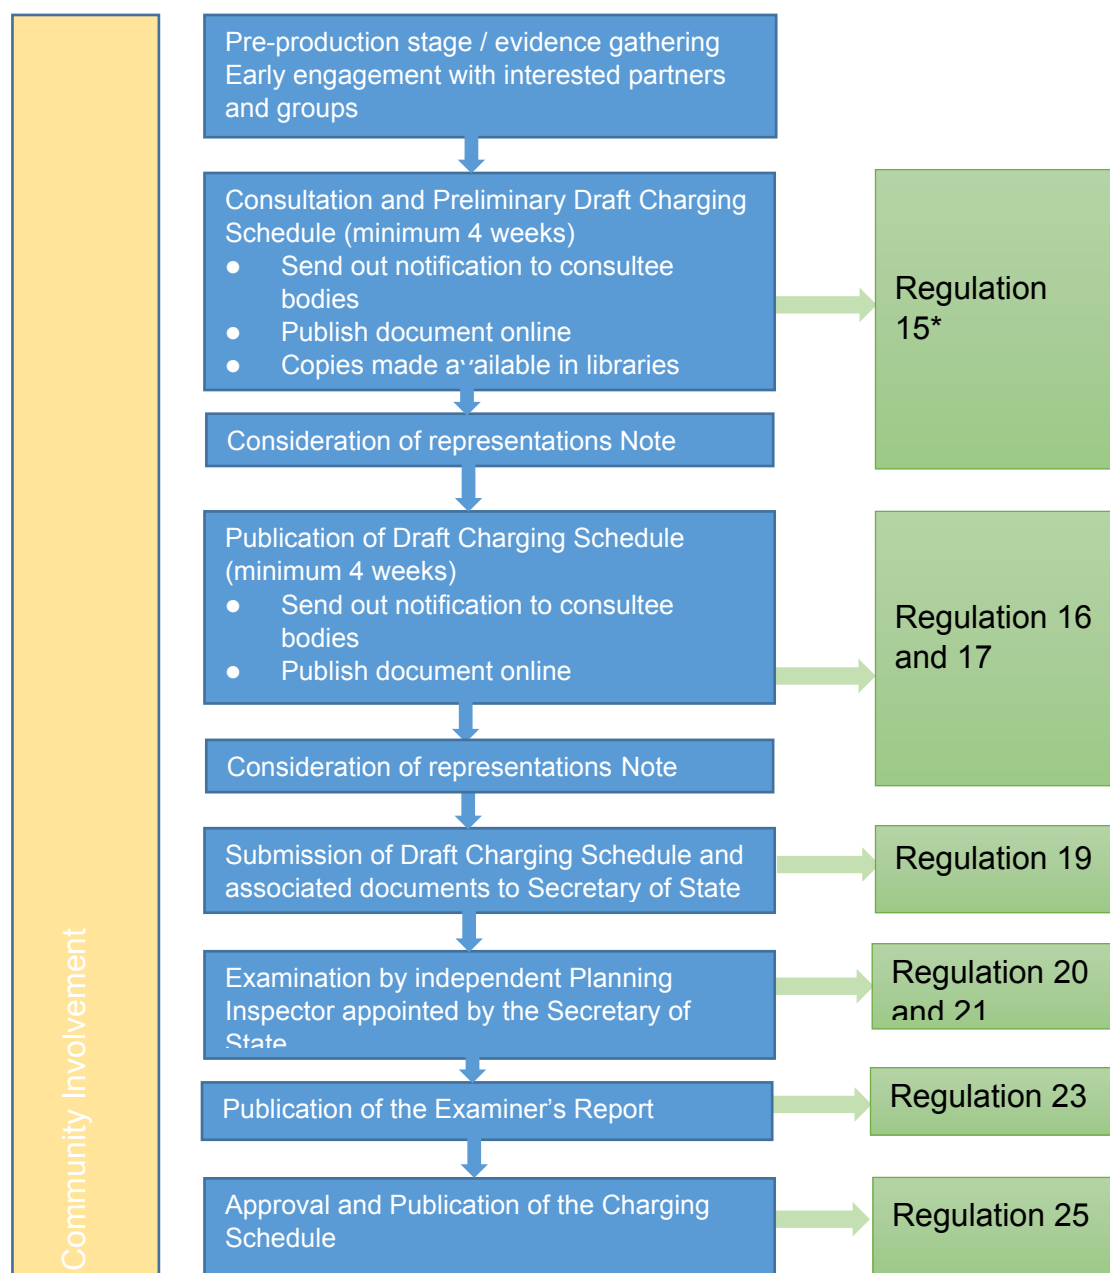 Pre-production stage / evidence gathering
Early engagement with interested partners
and groups
Consultation and Preliminary Draft Charging
Schedule (minimum 4 weeks)
● Send out notification to consultee
bodies
● Publish document online
● Copies made available in libraries
Regulation
15*
Consideration of representations Note
Publication of Draft Charging Schedule
(minimum 4 weeks)
● Send out notification to consultee
bodies
● Publish document online
Regulation 16
and 17
Consideration of representations Note
Submission of Draft Charging Schedule and
associated documents to Secretary of State
Regulation 19
Examination by independent Planning
Inspector appointed by the Secretary of
State
Regulation 20
and 21
Publication of the Examiner’s Report
Regulation 23
Approval and Publication of the Charging
Schedule
Regulation 25
Community Involvement